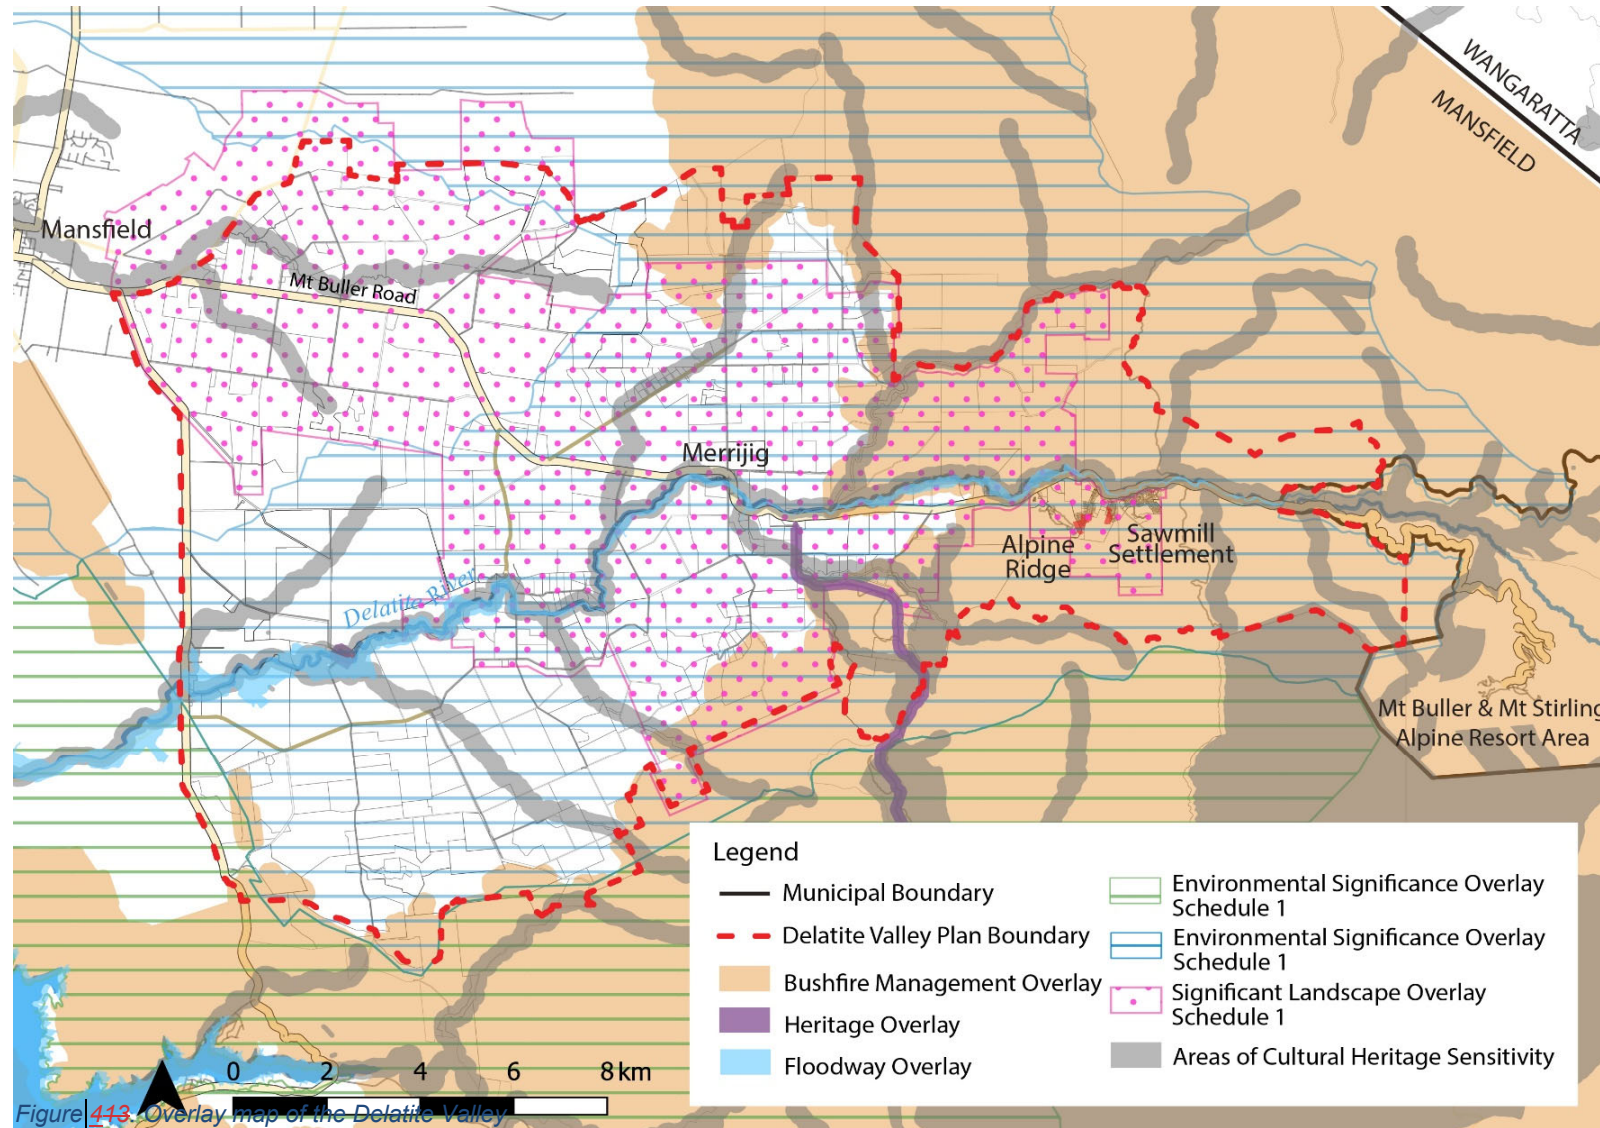 WANGARATTA
MANSFIELD
Mansfield
Mt Buller Road
Merrijig
Alpine
Ridge
Sawmill
Settlement
Delatite River
Mt Buller & Mt Stirling
Alpine Resort Area
Legend
Municipal Boundary
Delatite Valley Plan Boundary
Bushfire Management Overlay
Heritage Overlay
Floodway Overlay
Environmental Significance Overlay
Schedule 1
Environmental Significance Overlay
Schedule 1
Significant Landscape Overlay
Schedule 1
Areas of Cultural Heritage Sensitivity
0 2 4 6 8 km
Figure 413: Overlay map of the Delatite Valley